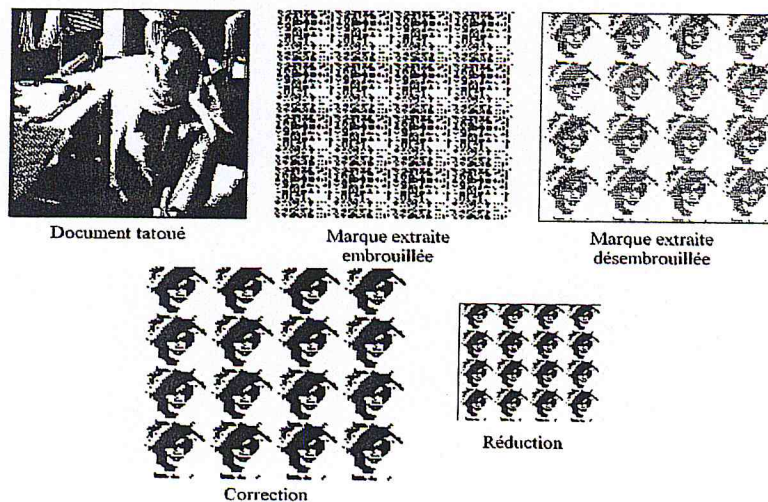 Document tatoué
Marque extraite
embrouillée
Marque extraite
désembrouillée
Correction
Réduction